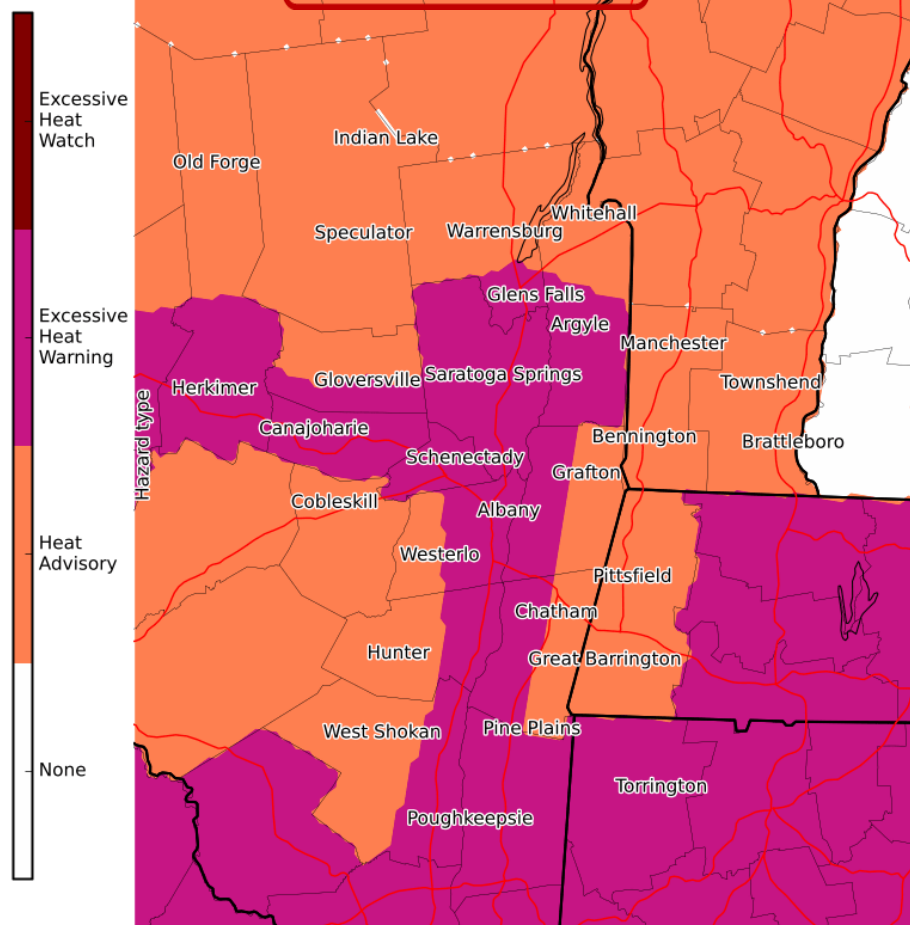 Excessive
Heat
Watch
Excessive
Heat
Warning
Heat
Advisory
None
Hazard type
Indian Lake
Old Forge
Whitehall
Speculator
Warrensburg
Glens Falls
Argyle
Manchester
Gloversville
Saratoga Springs
Townshend
Herkimer
Canajoharie
Bennington
Brattleboro
Schenectady
Grafton
Cobleskill
Albany
Westerlo
Pittsfield
Chatham
Hunter
Great Barrington
West Shokan
Pine Plains
Torrington
Poughkeepsie